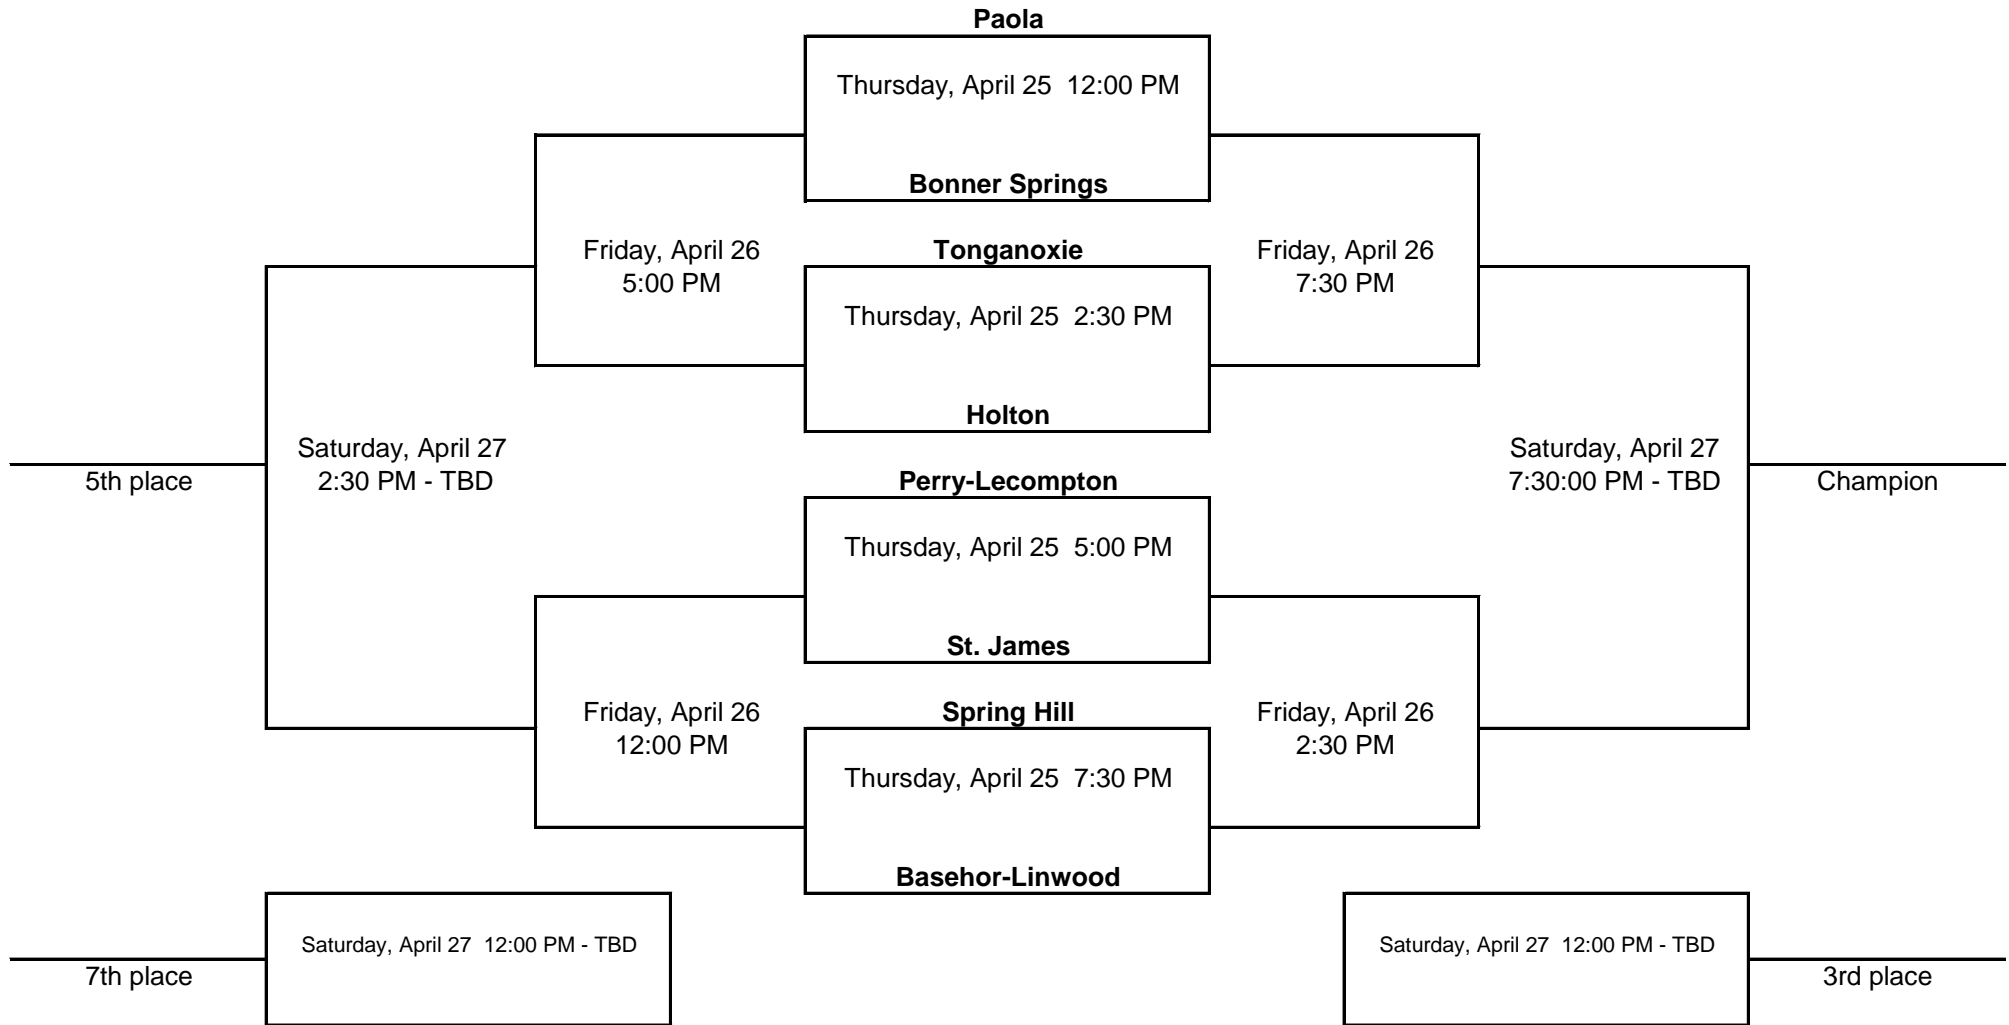 Paola
Thursday, April 25  12:00 PM
Bonner Springs
Friday, April 26
5:00 PM
Tonganoxie
Friday, April 26
7:30 PM
Thursday, April 25  2:30 PM
Holton
Saturday, April 27
2:30 PM - TBD
5th place
Perry-Lecompton
Saturday, April 27
7:30:00 PM - TBD
Champion
Thursday, April 25  5:00 PM
St. James
Friday, April 26
12:00 PM
Spring Hill
Friday, April 26
2:30 PM
Thursday, April 25  7:30 PM
Basehor-Linwood
Saturday, April 27  12:00 PM - TBD
7th place
Saturday, April 27  12:00 PM - TBD
3rd place